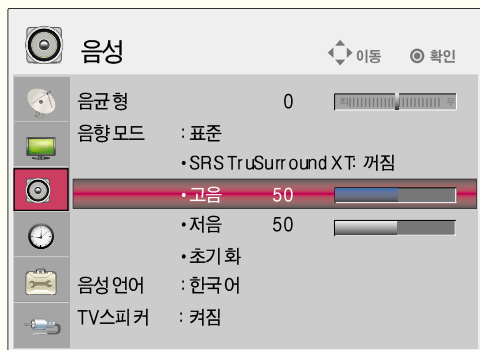 음성
이동 확인
음균형 0 좌 우
음향모드 : 표준
•SRS TruSurround XT: 꺼짐
•고음 50
•저음 50
•초기화
음성언어 : 한국어
TV스피커 : 켜짐